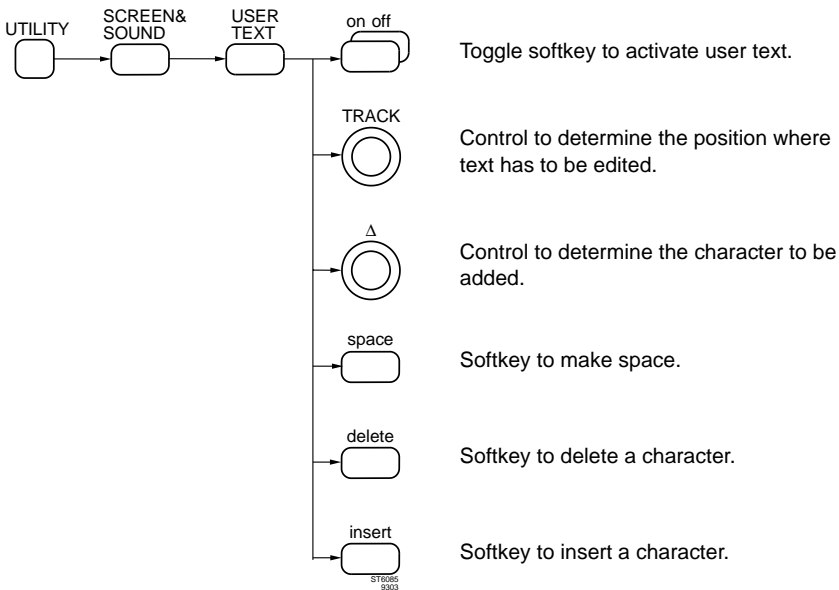 UTILITY
SCREEN&
SOUND
USER
TEXT
on off
Toggle softkey to activate user text.
TRACK
Control to determine the position where
text has to be edited.
Δ
Control to determine the character to be
added.
space
Softkey to make space.
delete
Softkey to delete a character.
insert
Softkey to insert a character.
ST6085
9303